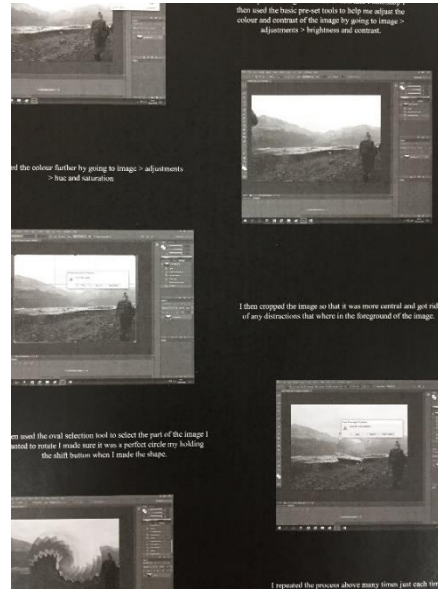 then used the basic pre-set tools to help me adjust the
colour and contrast of the image by going to image >
adjustments > brightness and contrast.
ed the colour further by going to image > adjustments
> hue and saturation
I then cropped the image so that it was more central and got rid
of any distractions that where in the foreground of the image.
en used the oval selection tool to select the part of the image I
anted to rotate I made sure it was a perfect circle my holding
the shift button when I made the shape.
I repeated the process above many times just each tim